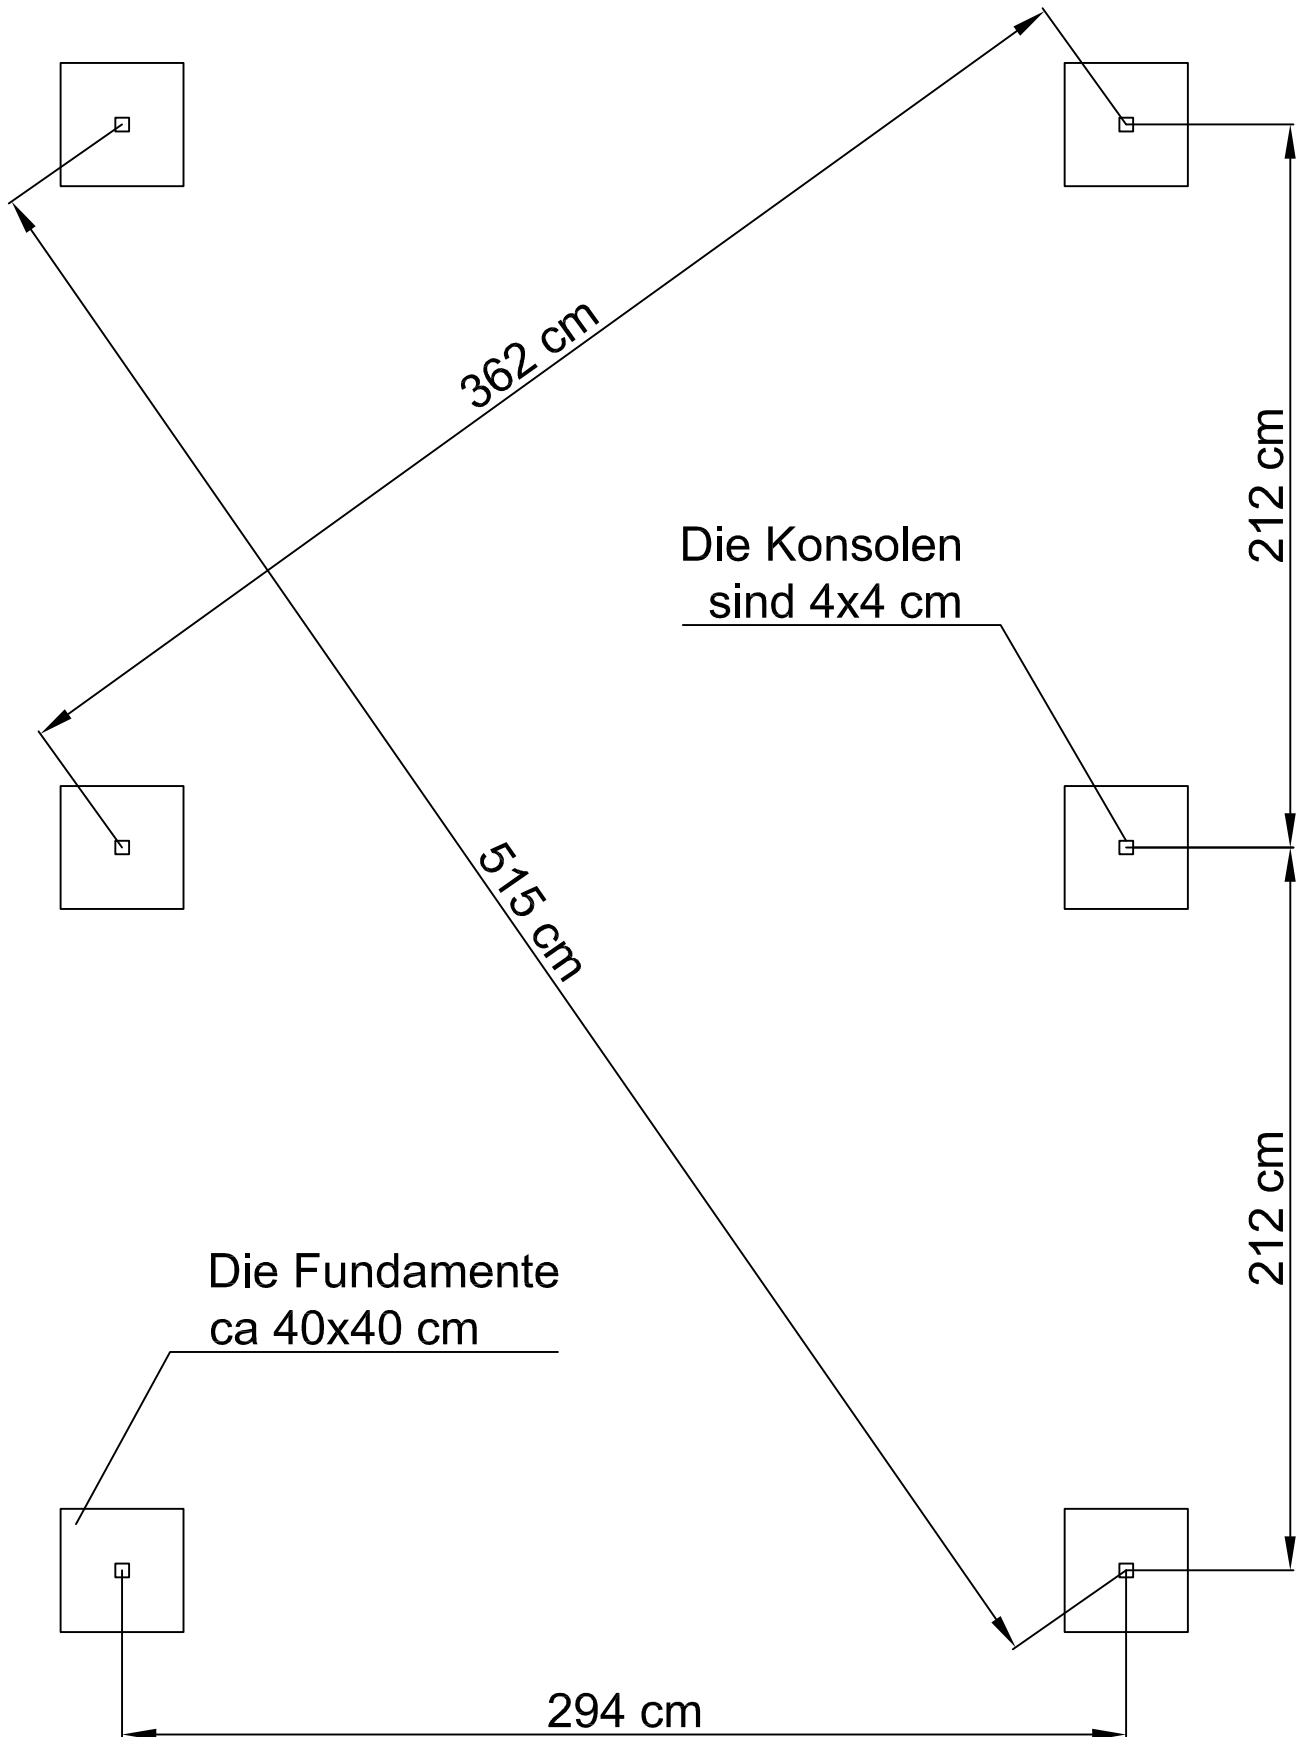 362 cm
212 cm
Die Konsolen
sind 4x4 cm
515 cm
212 cm
Die Fundamente
ca 40x40 cm
294 cm